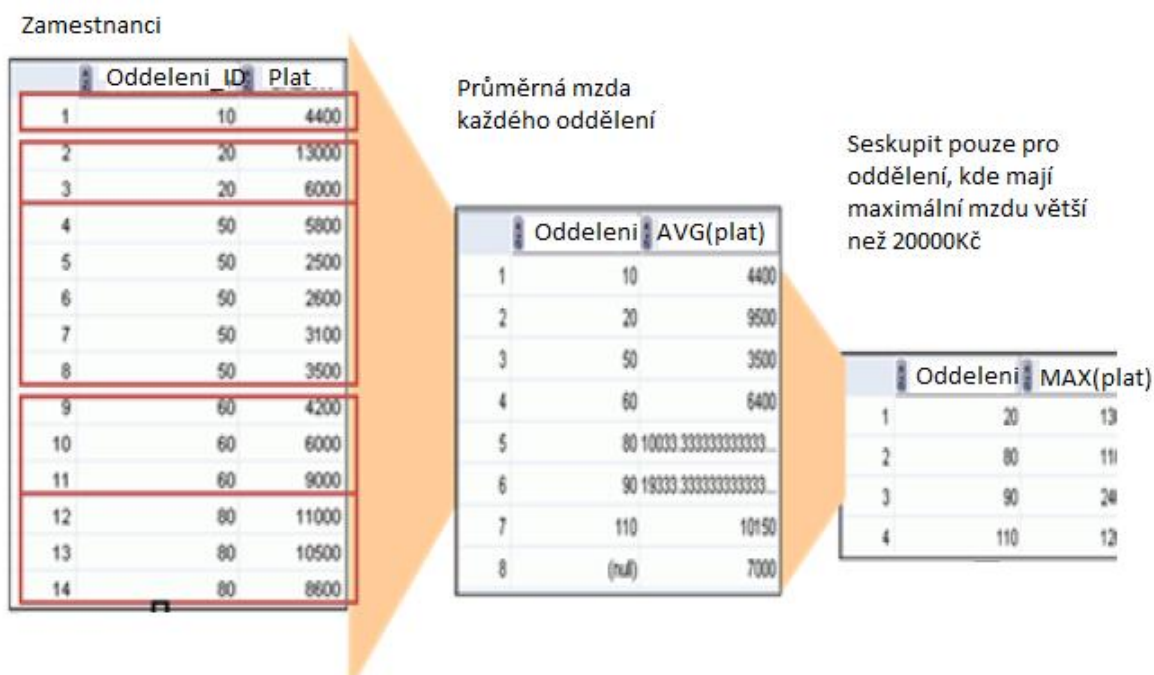 Zamestnanci
Oddeleni_ID Plat
1 10 4400
2 20 13000
3 20 6000
4 50 5800
5 50 2500
6 50 2600
7 50 3100
8 50 3500
9 60 4200
10 60 6000
11 60 9000
12 80 11000
13 80 10500
14 80 8600
Průměrná mzda
každého oddělení
Oddeleni AVG(plat)
1 10 4400
2 20 9500
3 50 3500
4 60 6400
5 80 10033.333333333333...
6 90 19333.333333333333...
7 110 10150
8 (null) 7000
Seskupit pouze pro
oddělení, kde mají
maximální mzdu větší
než 20000Kč
Oddeleni MAX(plat)
1 20
2 80
3 90
4 110